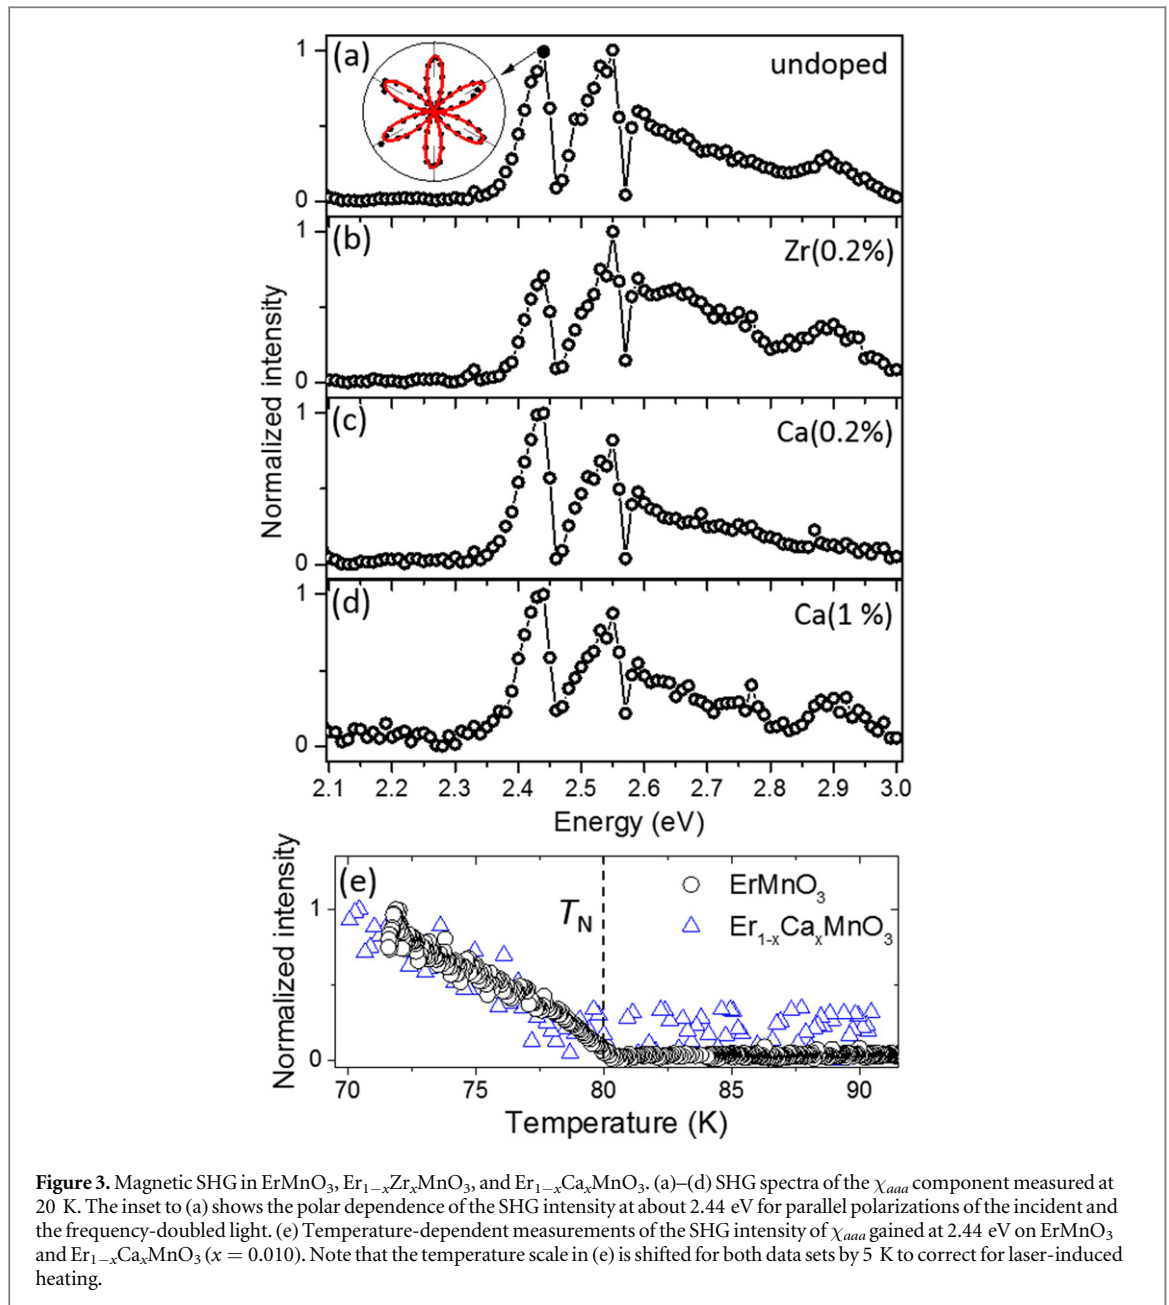 (a)
undoped
1
0
(b)
Zr(0.2%)
1
0
(c)
Ca(0.2%)
1
0
(d)
Ca(1 %)
1
0
Normalized intensity
2.1 2.2 2.3 2.4 2.5 2.6 2.7 2.8 2.9 3.0
Energy (eV)
(e)
Normalized intensity
1
0
T_N
ErMnO₃
Er₁₋ₓCaₓMnO₃
70 75 80 85 90
Temperature (K)
Figure 3. Magnetic SHG in ErMnO₃, Er₁₋ₓZrₓMnO₃, and Er₁₋ₓCaₓMnO₃. (a)–(d) SHG spectra of the χₐₐₐ component measured at
20 K. The inset to (a) shows the polar dependence of the SHG intensity at about 2.44 eV for parallel polarizations of the incident and
the frequency-doubled light. (e) Temperature-dependent measurements of the SHG intensity of χₐₐₐ gained at 2.44 eV on ErMnO₃
and Er₁₋ₓCaₓMnO₃ (x = 0.010). Note that the temperature scale in (e) is shifted for both data sets by 5 K to correct for laser-induced
heating.